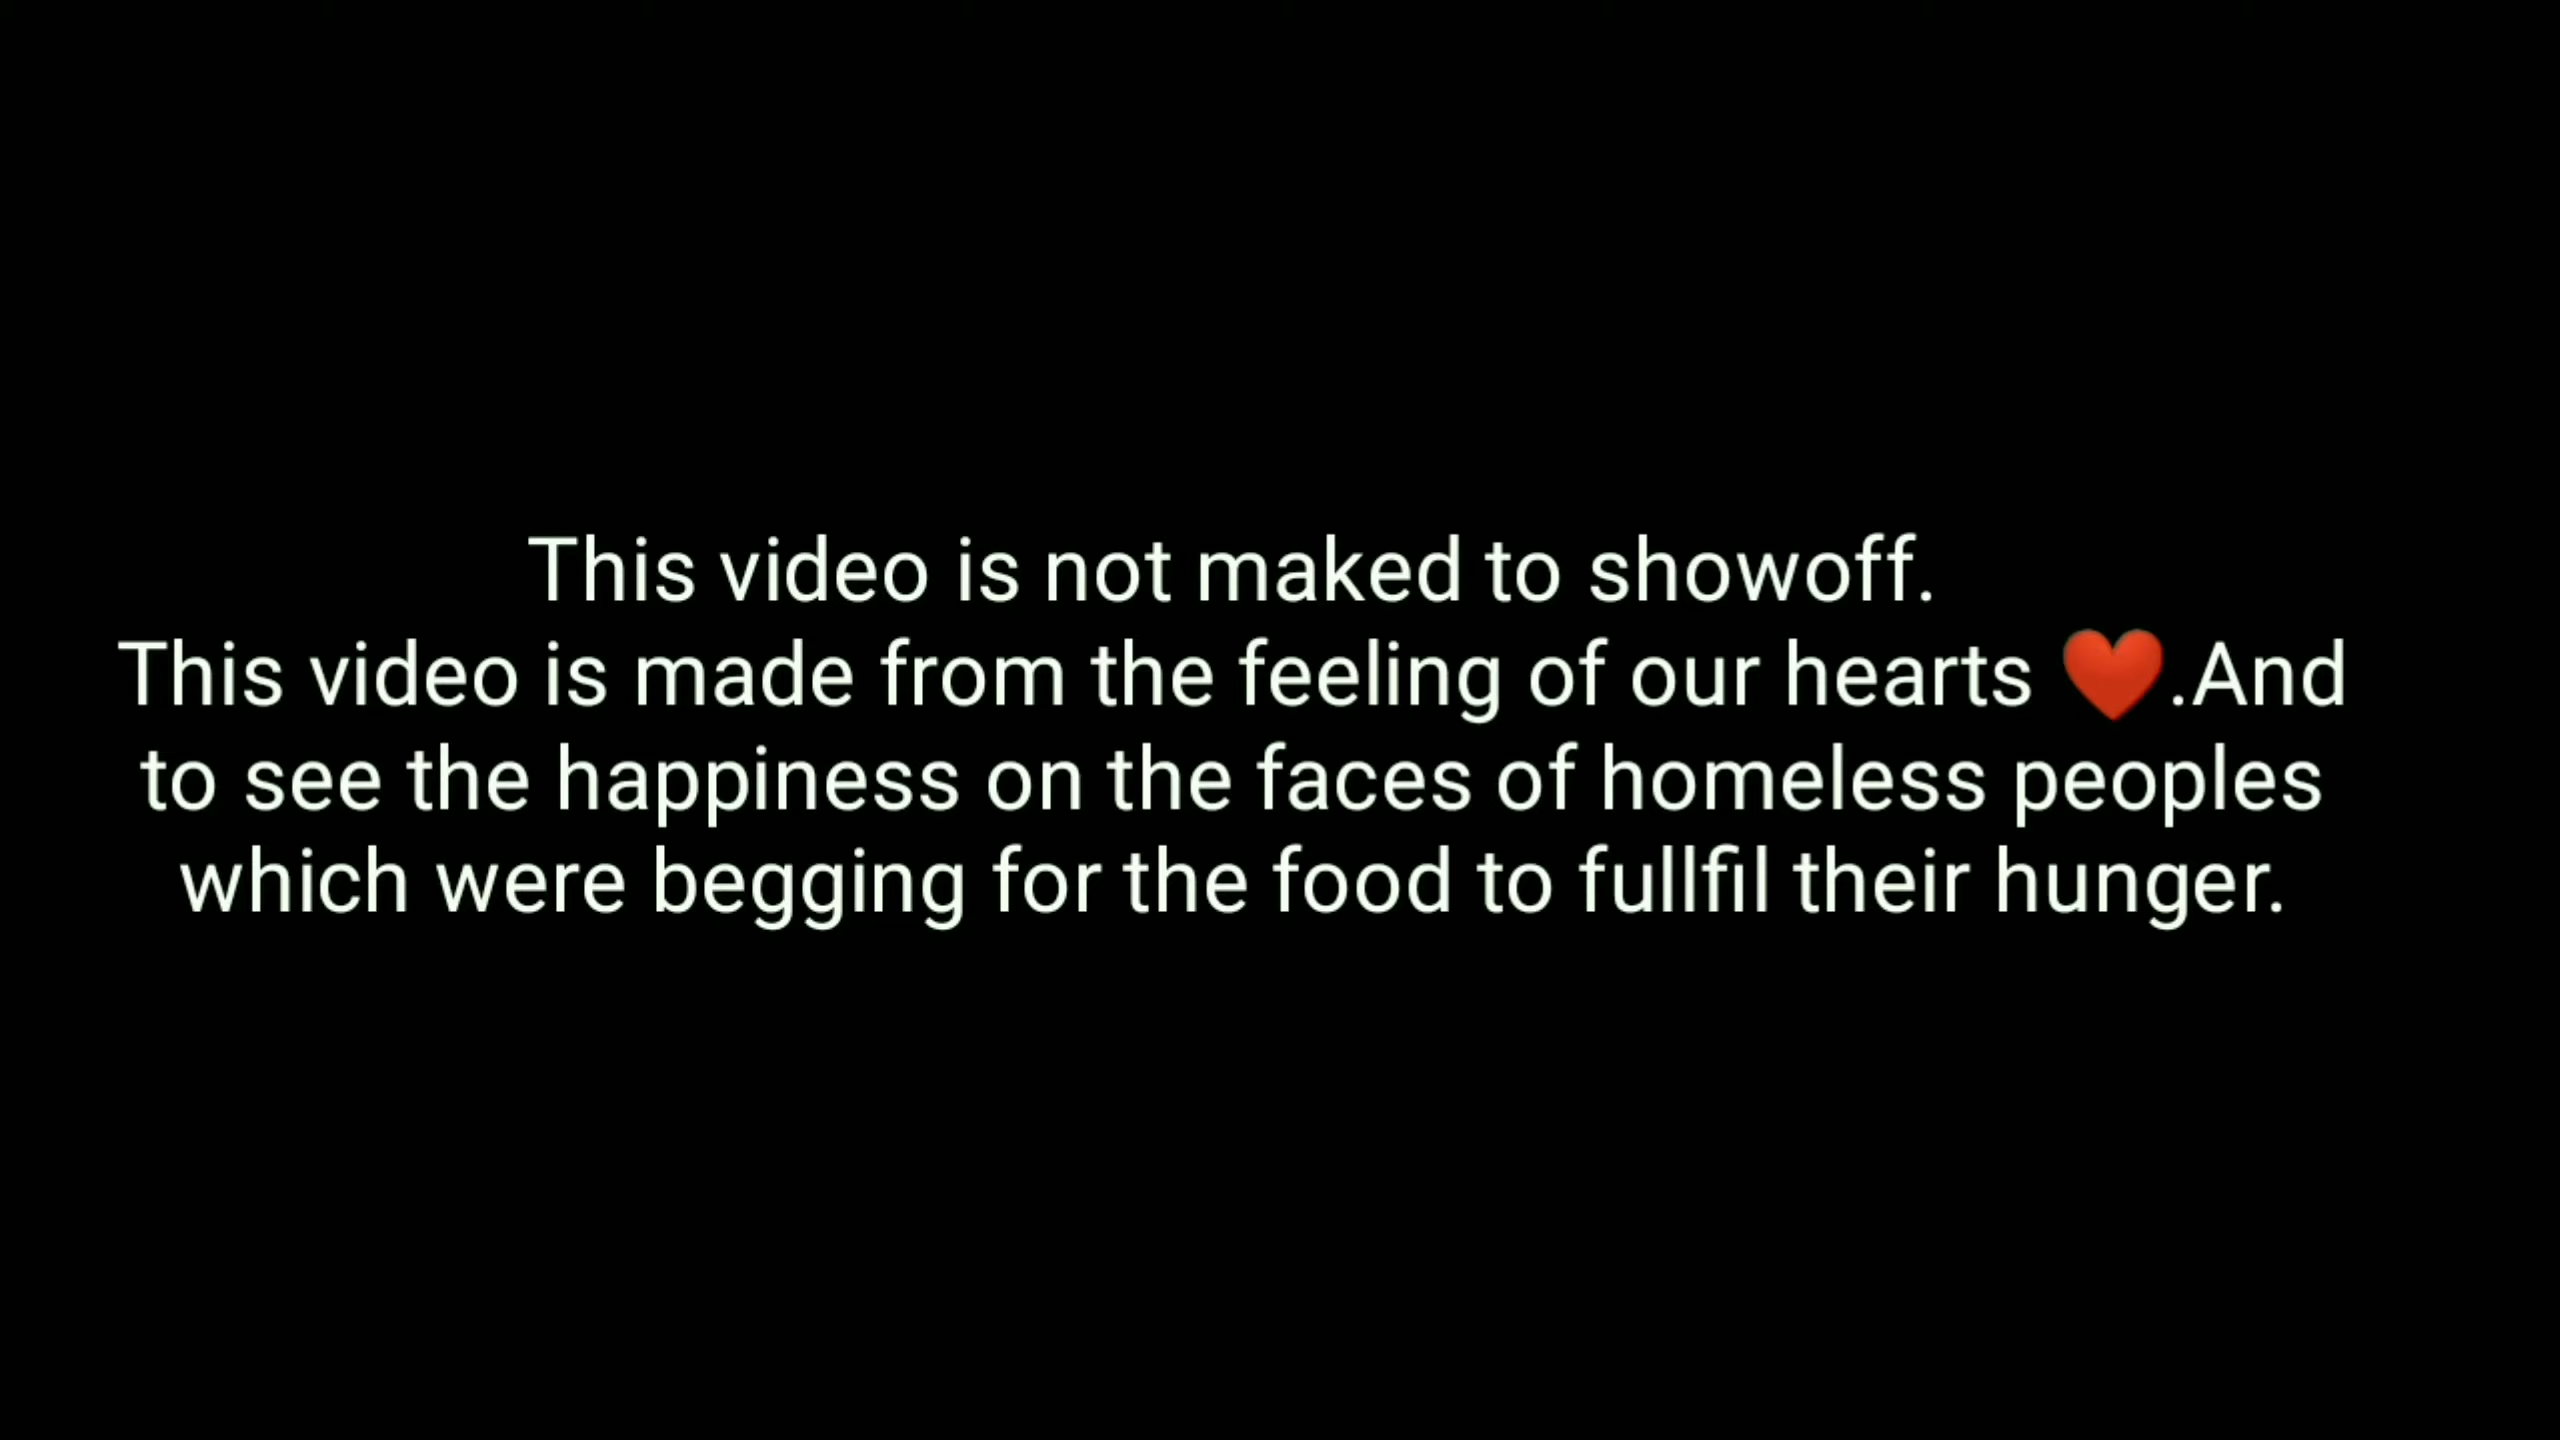 This video is not maked to showoff.
This video is made from the feeling of our hearts ❤️.And
to see the happiness on the faces of homeless peoples
which were begging for the food to fullfil their hunger.